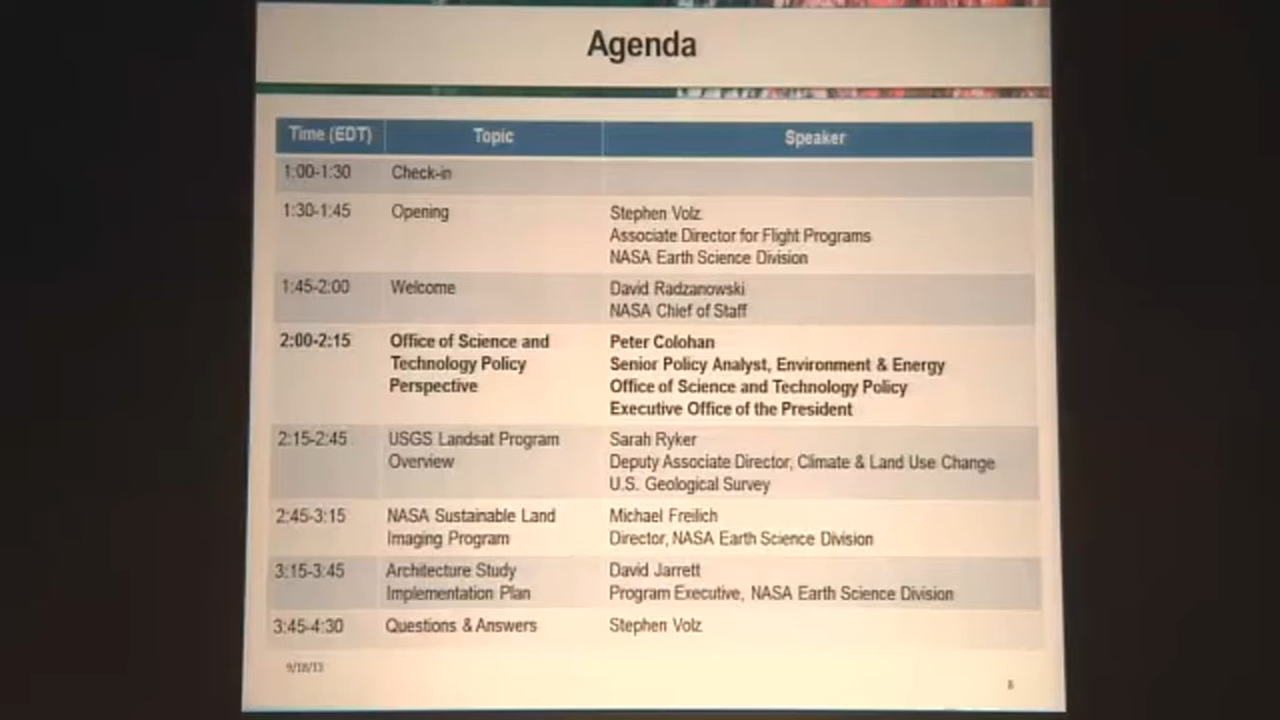 Agenda
Time (EDT) Topic Speaker
1:00-1:30 Check-in
1:30-1:45 Opening Stephen Volz
Associate Director for Flight Programs
NASA Earth Science Division
1:45-2:00 Welcome David Radzanowski
NASA Chief of Staff
2:00-2:15 Office of Science and Peter Colohan
Technology Policy Senior Policy Analyst, Environment & Energy
Perspective Office of Science and Technology Policy
Executive Office of the President
2:15-2:45 USGS Landsat Program Sarah Ryker
Overview Deputy Associate Director, Climate & Land Use Change
U.S. Geological Survey
2:45-3:15 NASA Sustainable Land Michael Freilich
Imaging Program Director, NASA Earth Science Division
3:15-3:45 Architecture Study David Jarrett
Implementation Plan Program Executive, NASA Earth Science Division
3:45-4:30 Questions & Answers Stephen Volz
9/18/13
8